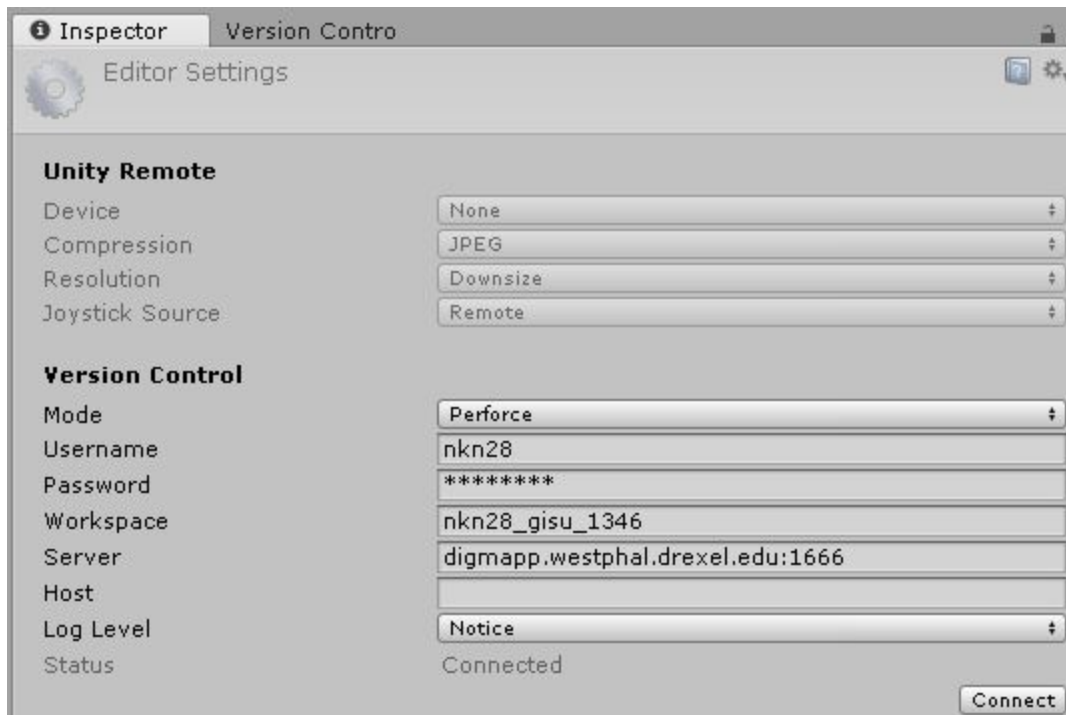 Inspector Version Contro
Editor Settings
Unity Remote
Device None
Compression JPEG
Resolution Downsize
Joystick Source Remote
Version Control
Mode Perforce
Username nkn28
Password ********
Workspace nkn28_gisu_1346
Server digmapp.westphal.drexel.edu:1666
Host
Log Level Notice
Status Connected
Connect